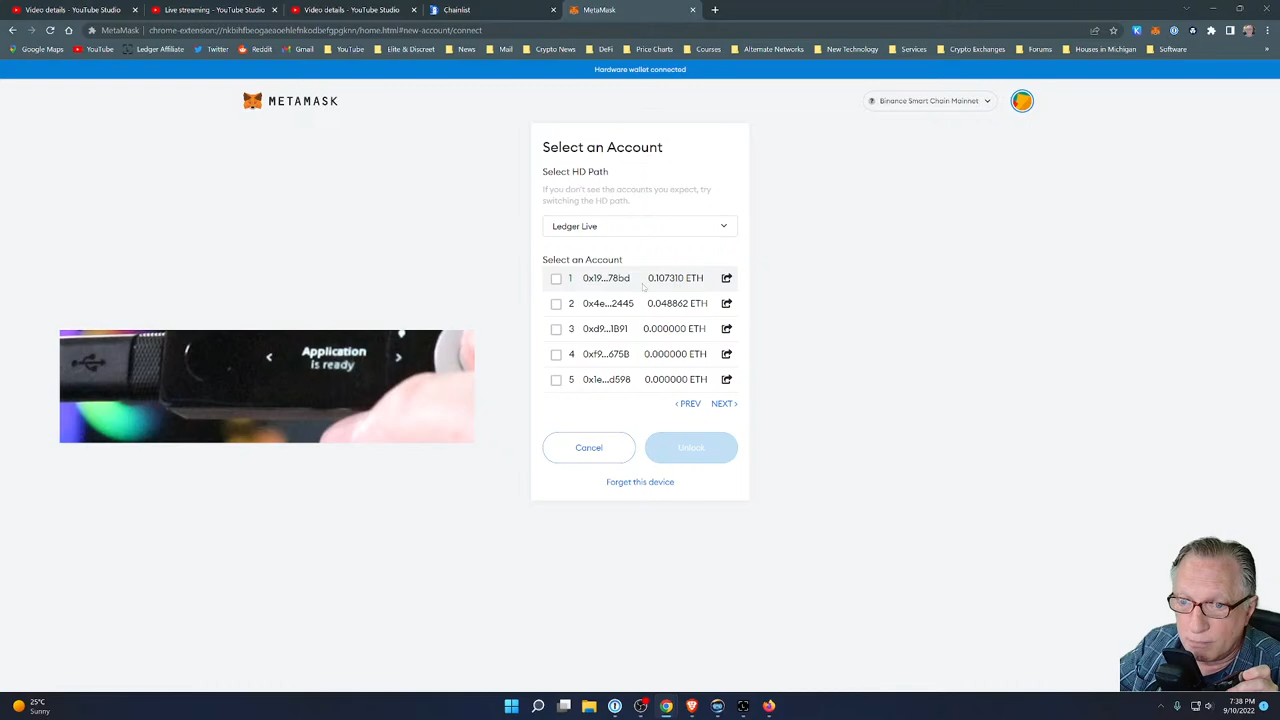 Video details - YouTube Studio
Live streaming - YouTube Studio
Video details - YouTube Studio
Chainlist
MetaMask
MetaMask | chrome-extension://nkbihfbeogaeaoehlefnkodbefgpgknn/home.html#new-account/connect
Google Maps
YouTube
Ledger Affiliate
Twitter
Reddit
Gmail
YouTube
Elite & Discreet
News
Mail
Crypto News
DeFi
Price Charts
Courses
Alternate Networks
New Technology
Services
Crypto Exchanges
Forums
Houses in Michigan
Software
Hardware wallet connected
METAMASK
Binance Smart Chain Mainnet
Select an Account
Select HD Path
If you don't see the accounts you expect, try
switching the HD path.
Ledger Live
Select an Account
1 0x19...78bd 0.107310 ETH
2 0x4e...2445 0.048862 ETH
3 0xd9...1B91 0.000000 ETH
4 0xf9...675B 0.000000 ETH
5 0x1e...d598 0.000000 ETH
< PREV NEXT >
Cancel
Unlock
Forget this device
Application
is ready
25°C
Sunny
7:38 PM
9/10/2022